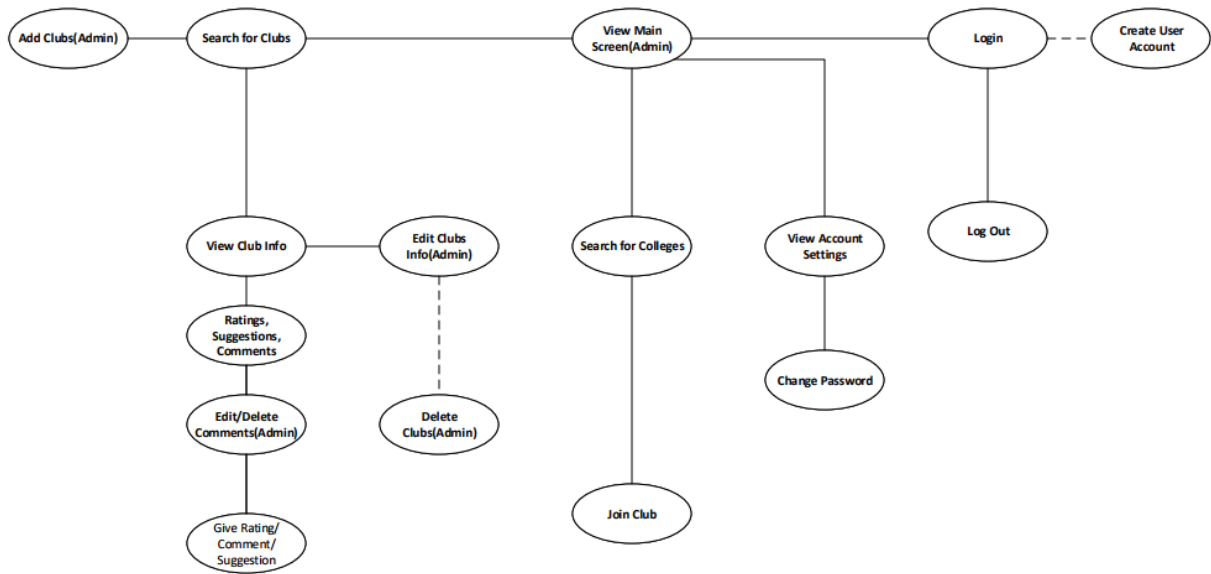 Add Clubs(Admin)
Search for Clubs
View Main
Screen(Admin)
Login
Create User
Account
View Club Info
Edit Clubs
Info(Admin)
Search for Colleges
View Account
Settings
Log Out
Ratings,
Suggestions,
Comments
Change Password
Edit/Delete
Comments(Admin)
Delete
Clubs(Admin)
Join Club
Give Rating/
Comment/
Suggestion